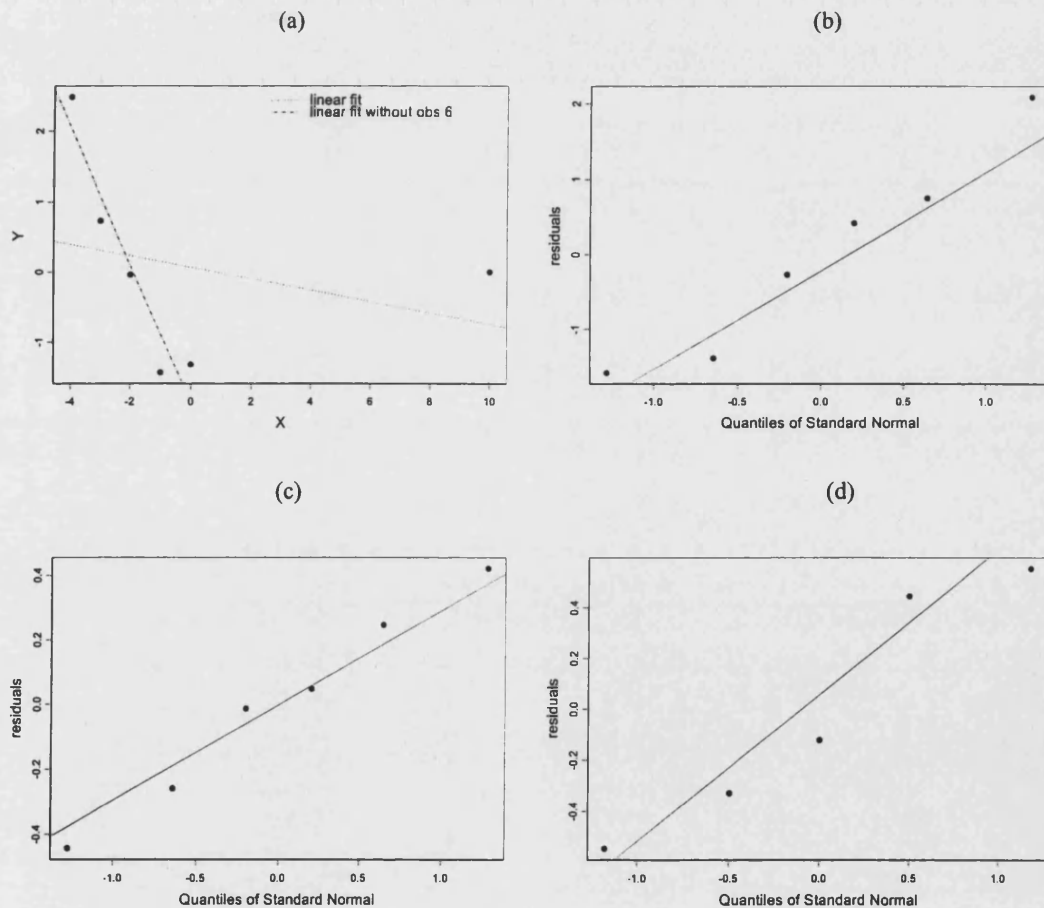 (a)
linear fit
linear fit without obs 6
Y
2
1
0
-1
-4
-2
0
2
4
6
8
10
X
(b)
residuals
2
1
0
-1
-1.0
-0.5
0.0
0.5
1.0
Quantiles of Standard Normal
(c)
residuals
0.4
0.2
0.0
-0.2
-0.4
-1.0
-0.5
0.0
0.5
1.0
Quantiles of Standard Normal
(d)
residuals
0.4
0.2
0.0
-0.2
-0.4
-1.0
-0.5
0.0
0.5
1.0
Quantiles of Standard Normal